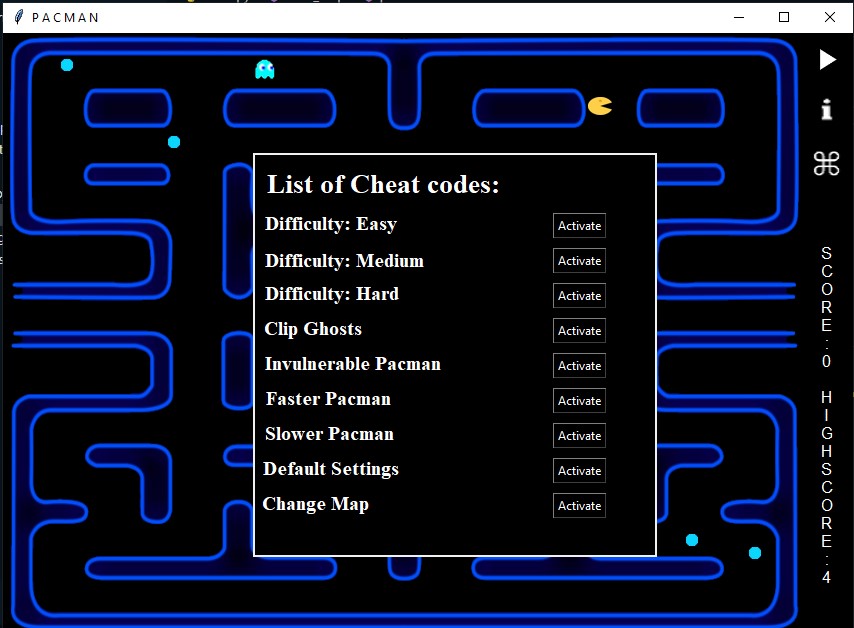 PACMAN
List of Cheat codes:
Difficulty: Easy Activate
Difficulty: Medium Activate
Difficulty: Hard Activate
Clip Ghosts Activate
Invulnerable Pacman Activate
Faster Pacman Activate
Slower Pacman Activate
Default Settings Activate
Change Map Activate
SCORE:0
HIGHSCORE:4